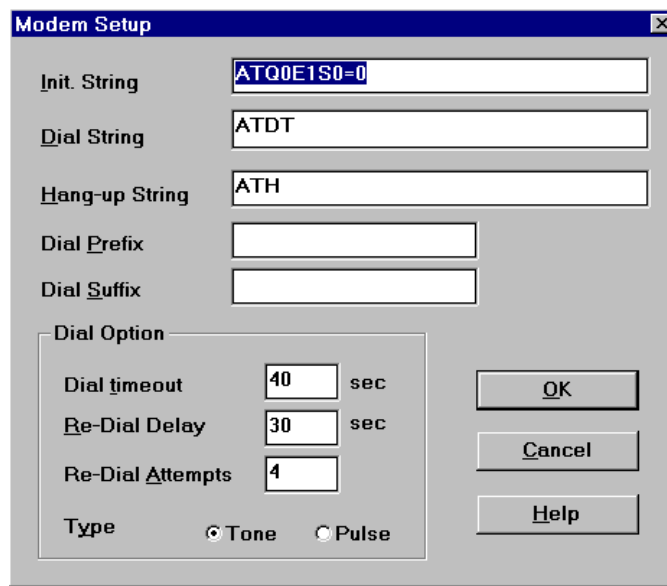 Modem Setup
Init. String ATQ0E1S0=0
Dial String ATDT
Hang-up String ATH
Dial Prefix
Dial Suffix
Dial Option
Dial timeout 40 sec
Re-Dial Delay 30 sec
Re-Dial Attempts 4
Type Tone Pulse
OK
Cancel
Help